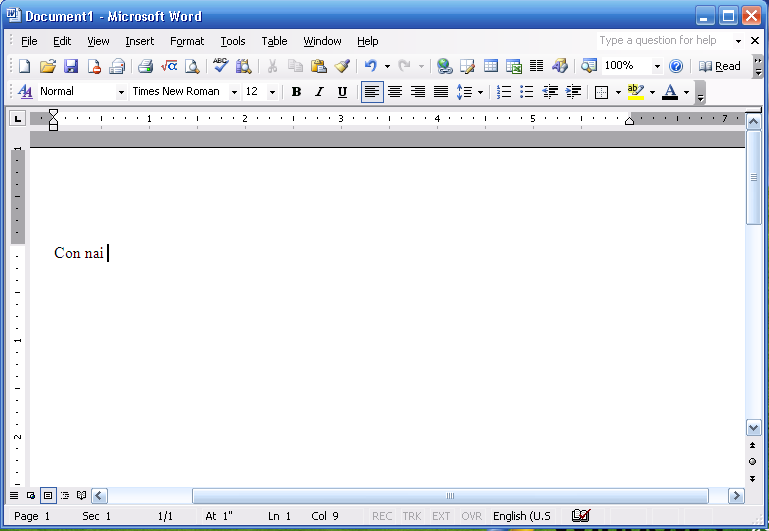 Document1 - Microsoft Word
File Edit View Insert Format Tools Table Window Help Type a question for help
100% Read
Normal Times New Roman 12 B I U
1 2 3 4 5 7
Con nai
1
2
Page 1 Sec 1 1/1 At 1" Ln 1 Col 9 REC TRK EXT OVR English (U.S